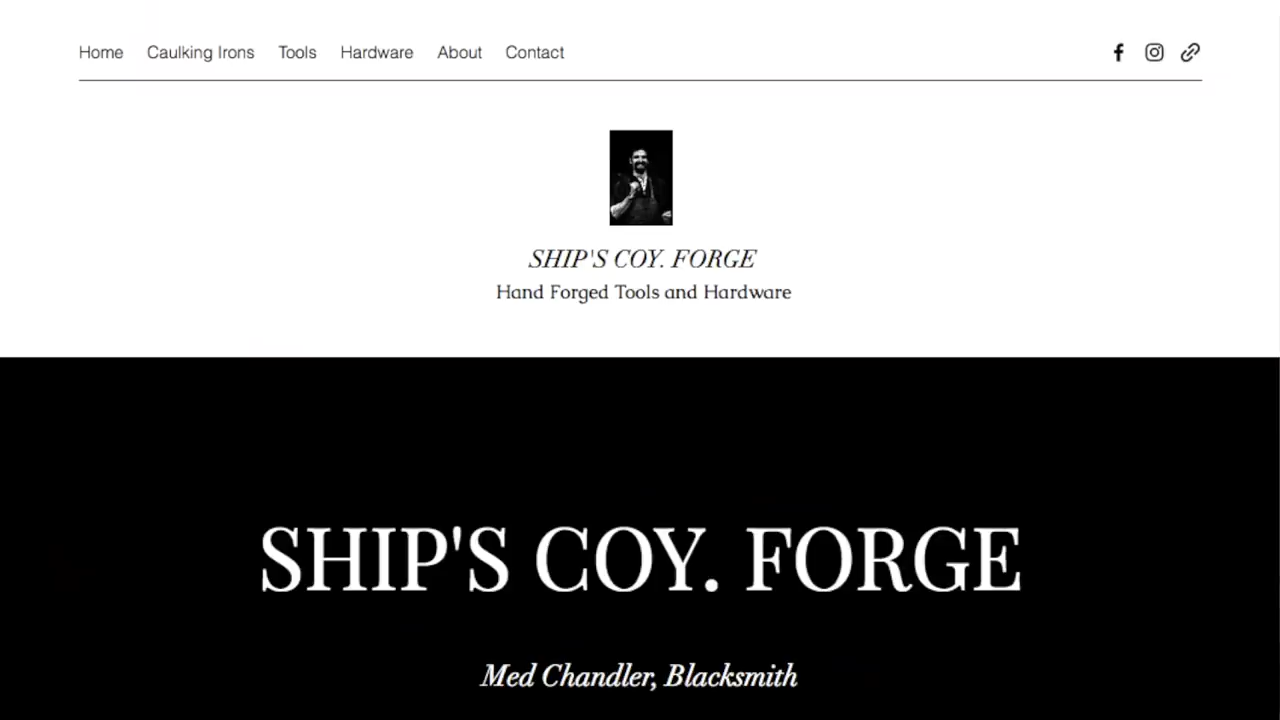 Home Caulking Irons Tools Hardware About Contact
SHIP'S COY. FORGE
Hand Forged Tools and Hardware
SHIP'S COY. FORGE
Med Chandler, Blacksmith